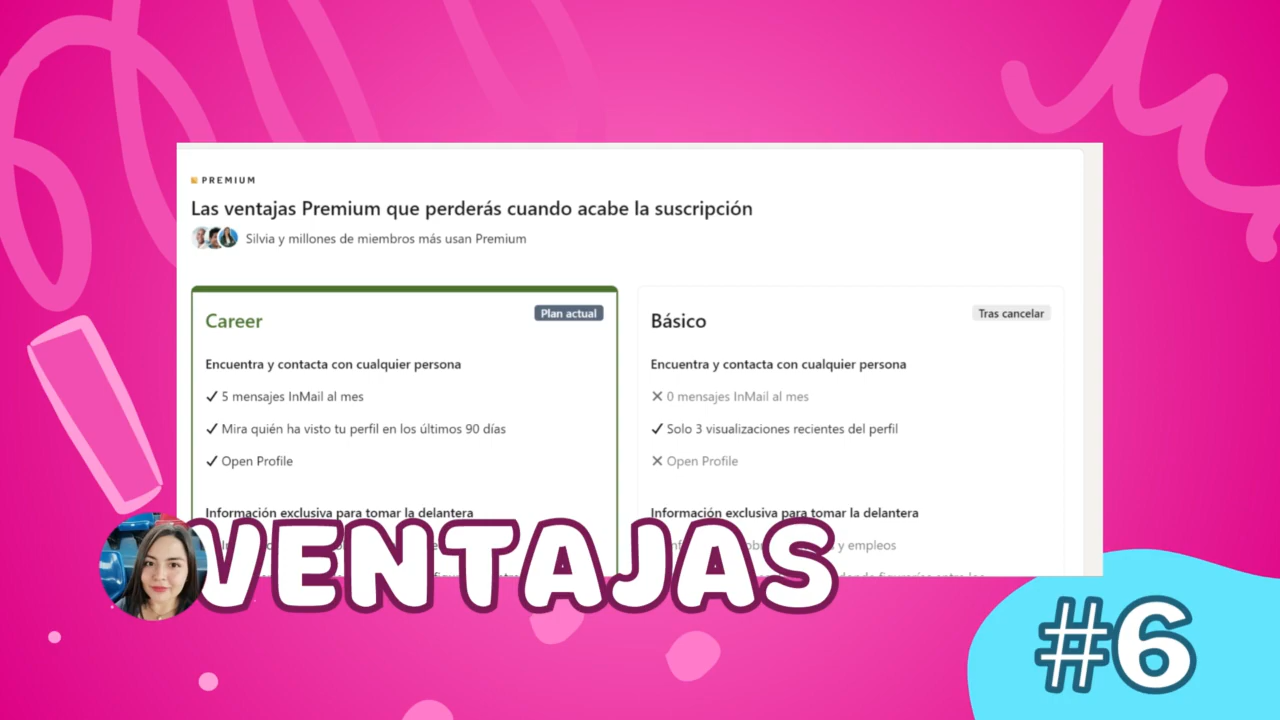 PREMIUM
Las ventajas Premium que perderás cuando acabe la suscripción
Silvia y millones de miembros más usan Premium
Career
Plan actual
Encuentra y contacta con cualquier persona
5 mensajes InMail al mes
Mira quién ha visto tu perfil en los últimos 90 días
Open Profile
Información exclusiva para tomar la delantera
Básico
Tras cancelar
Encuentra y contacta con cualquier persona
0 mensajes InMail al mes
Solo 3 visualizaciones recientes del perfil
Open Profile
Información exclusiva para tomar la delantera
y empleos
VENTAJAS
#6